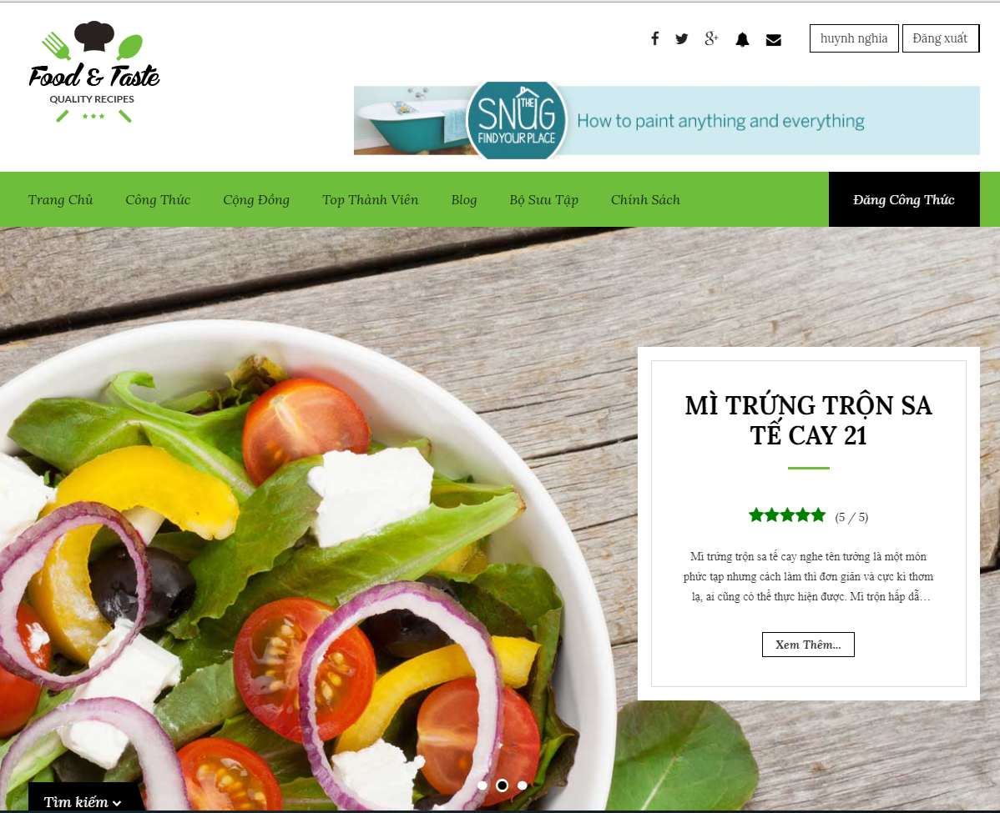 huynh nghia
Đăng xuất
Food & Taste
QUALITY RECIPES
THE
SNUG
FIND YOUR PLACE
How to paint anything and everything
Trang Chủ
Công Thức
Cộng Đồng
Top Thành Viên
Blog
Bộ Sưu Tập
Chính Sách
Đăng Công Thức
MÌ TRỨNG TRỘN SA
TẾ CAY 21
(5 / 5)
Mì trứng trộn sa tế cay nghe tên tưởng là một món
phức tạp nhưng cách làm thì đơn giản và cực kì thơm
lạ, ai cũng có thể thực hiện được. Mì trộn hấp dẫ…
Xem Thêm...
Tìm kiếm